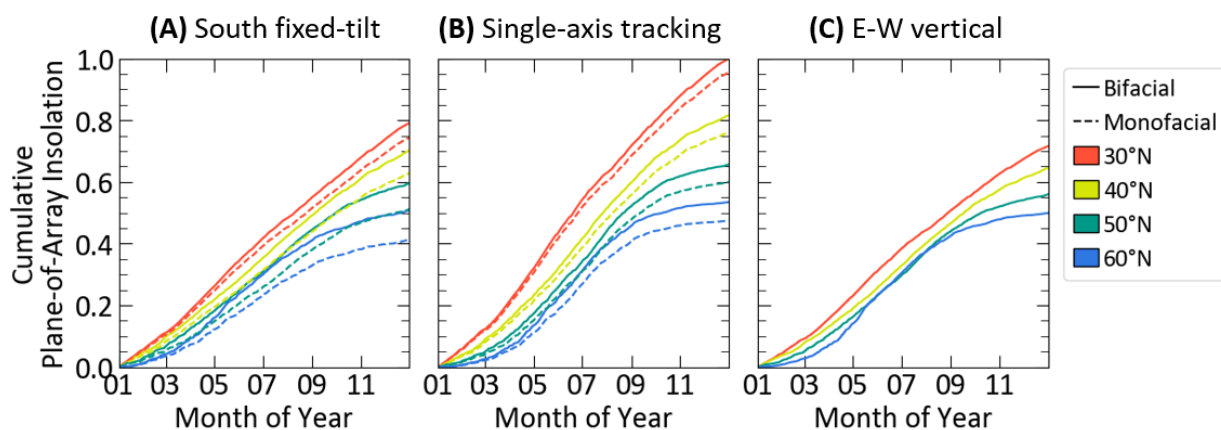 (A) South fixed-tilt
(B) Single-axis tracking
(C) E-W vertical
Cumulative
Plane-of-Array Insolation
1.0
0.8
0.6
0.4
0.2
0.0
01 03 05 07 09 11
01 03 05 07 09 11
01 03 05 07 09 11
Month of Year
Month of Year
Month of Year
Bifacial
Monofacial
30°N
40°N
50°N
60°N